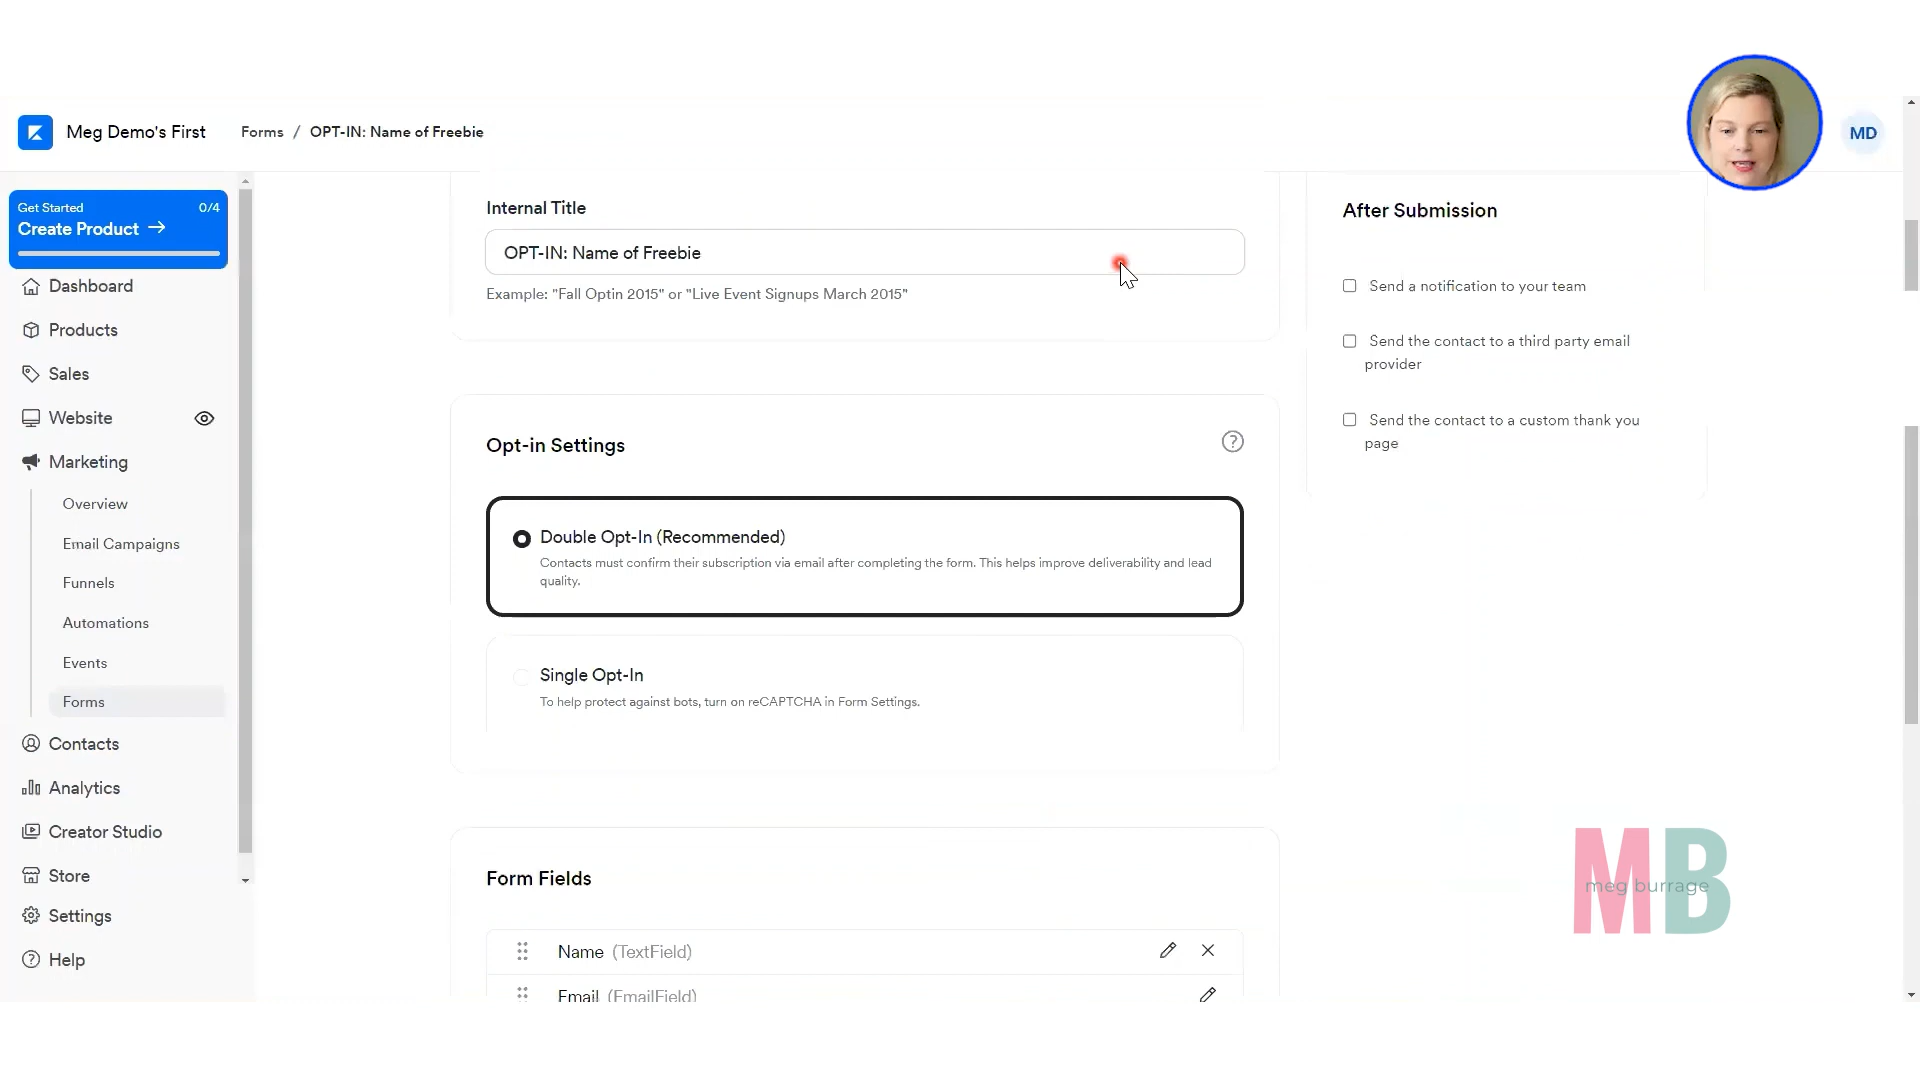 Meg Demo's First
Forms / OPT-IN: Name of Freebie
MD
Get Started 0/4
Create Product →
Dashboard
Products
Sales
Website
Marketing
Overview
Email Campaigns
Funnels
Automations
Events
Forms
Contacts
Analytics
Creator Studio
Store
Settings
Help
Internal Title
OPT-IN: Name of Freebie
Example: "Fall Optin 2015" or "Live Event Signups March 2015"
Opt-in Settings
Double Opt-In (Recommended)
Contacts must confirm their subscription via email after completing the form. This helps improve deliverability and lead
quality.
Single Opt-In
To help protect against bots, turn on reCAPTCHA in Form Settings.
Form Fields
Name (TextField)
Email (EmailField)
After Submission
Send a notification to your team
Send the contact to a third party email
provider
Send the contact to a custom thank you
page
MB
meg burrage